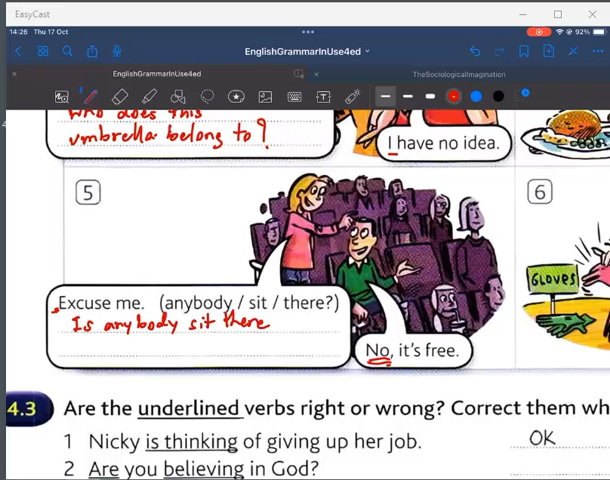 EasyCast
14:26 Thu 17 Oct
92%
EnglishGrammarInUse4ed
EnglishGrammarInUse4ed
TheSociologicalImagination
who does this
umbrella belong to?
I have no idea.
5
6
GLOVES
Excuse me. (anybody / sit / there?)
Is anybody sit there
No, it's free.
4.3 Are the underlined verbs right or wrong? Correct them wh
1 Nicky is thinking of giving up her job. OK
2 Are you believing in God?